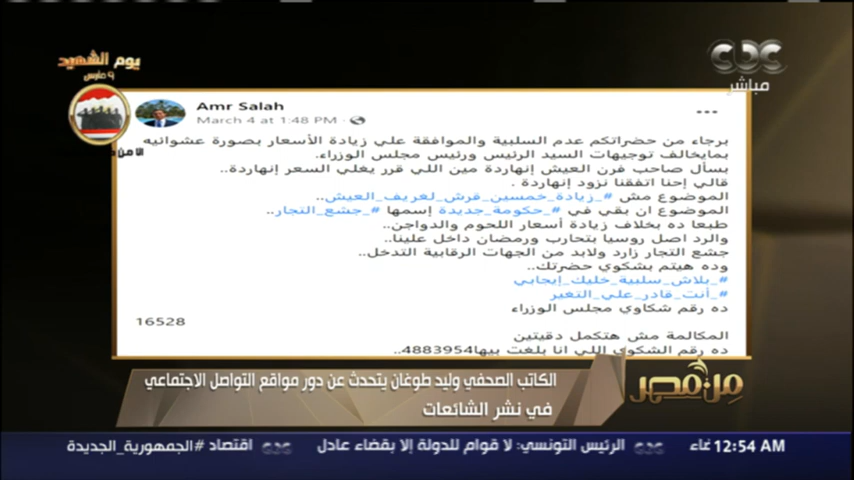 يوم الشهيد
٩ مارس
cbc
مباشر
Amr Salah
March 4 at 1:48 PM
برجاء من حضراتكم عدم السلبية والموافقة علي زيادة الأسعار بصورة عشوائيه
بمايخالف توجيهات السيد الرئيس ورئيس مجلس الوزراء.
بسأل صاحب فرن العيش إنهاردة مين اللي قرر يغلي السعر إنهاردة..
قالي إحنا اتفقنا نزود إنهاردة .
الموضوع مش #_زيادة_خمسين_قرش_لغريف_العيش..
الموضوع ان بقي في #_حكومة_جديدة إسمها #_جشع_التجار..
طبعا ده بخلاف زيادة أسعار اللحوم والدواجن..
والرد اصل روسيا بتحارب ورمضان داخل علينا..
جشع التجار زارد ولابد من الجهات الرقابية التدخل..
وده هيتم بشكوي حضرتك..
#_بلاش_سلبية_خليك_إيجابي
#_أنت_قادر_علي_التغير
ده رقم شكاوي مجلس الوزراء
16528
المكالمة مش هتكمل دقيتين
ده رقم الشكوي اللي انا بلغت بيها4883954..
من مصر
الكاتب الصحفي وليد طوغان يتحدث عن دور مواقع التواصل الاجتماعي
في نشر الشائعات
12:54 AM الرئيس التونسي: لا قوام للدولة إلا بقضاء عادل cbc اقتصاد #الجمهورية_الجديدة